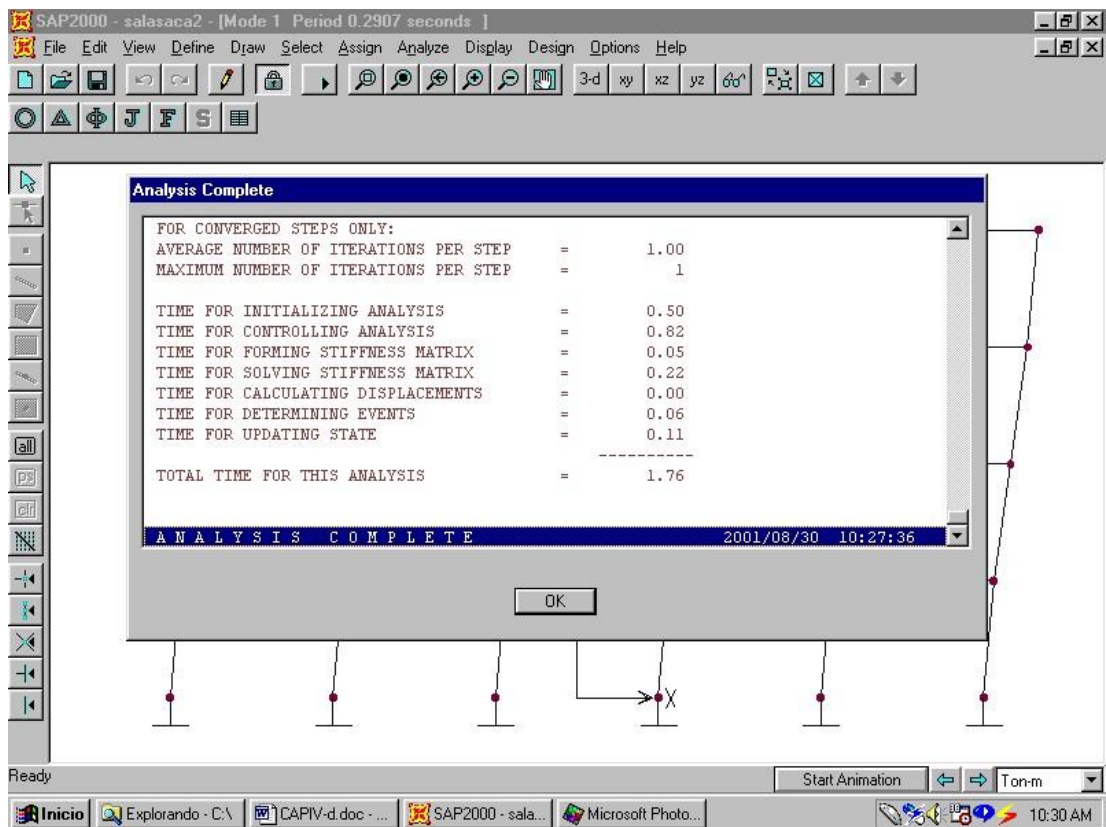 SAP2000 - salasaca2 - [Mode 1 Period 0.2907 seconds ]
File Edit View Define Draw Select Assign Analyze Display Design Options Help
3-d xy xz yz
J F S
Analysis Complete
FOR CONVERGED STEPS ONLY:
AVERAGE NUMBER OF ITERATIONS PER STEP = 1.00
MAXIMUM NUMBER OF ITERATIONS PER STEP = 1
TIME FOR INITIALIZING ANALYSIS = 0.50
TIME FOR CONTROLLING ANALYSIS = 0.82
TIME FOR FORMING STIFFNESS MATRIX = 0.05
TIME FOR SOLVING STIFFNESS MATRIX = 0.22
TIME FOR CALCULATING DISPLACEMENTS = 0.00
TIME FOR DETERMINING EVENTS = 0.06
TIME FOR UPDATING STATE = 0.11
----------
TOTAL TIME FOR THIS ANALYSIS = 1.76
A N A L Y S I S   C O M P L E T E 2001/08/30 10:27:36
OK
all
ps
clr
X
Ready
Start Animation
Ton-m
Inicio
Explorando - C:\
CAPIV-d.doc - ...
SAP2000 - sala...
Microsoft Photo...
10:30 AM